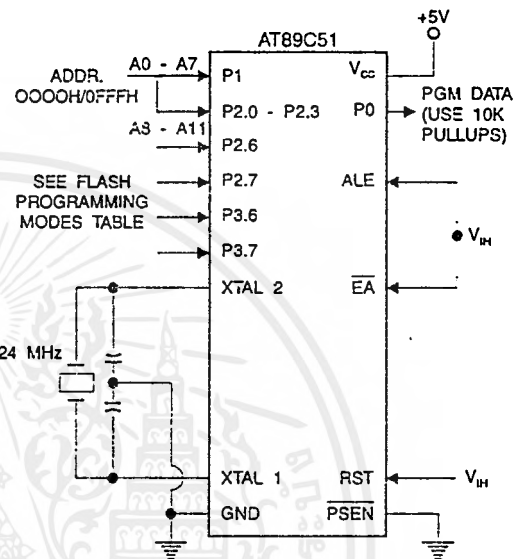 +5V
AT89C51
ADDR.
OOOOH/0FFFH
A0 - A7
P1
Vcc
P2.0 - P2.3
P0
PGM DATA
(USE 10K
PULLUPS)
A8 - A11
P2.6
P2.7
ALE
SEE FLASH
PROGRAMMING
MODES TABLE
P3.6
VIH
P3.7
XTAL 2
EA
24 MHz
XTAL 1
RST
VIH
GND
PSEN